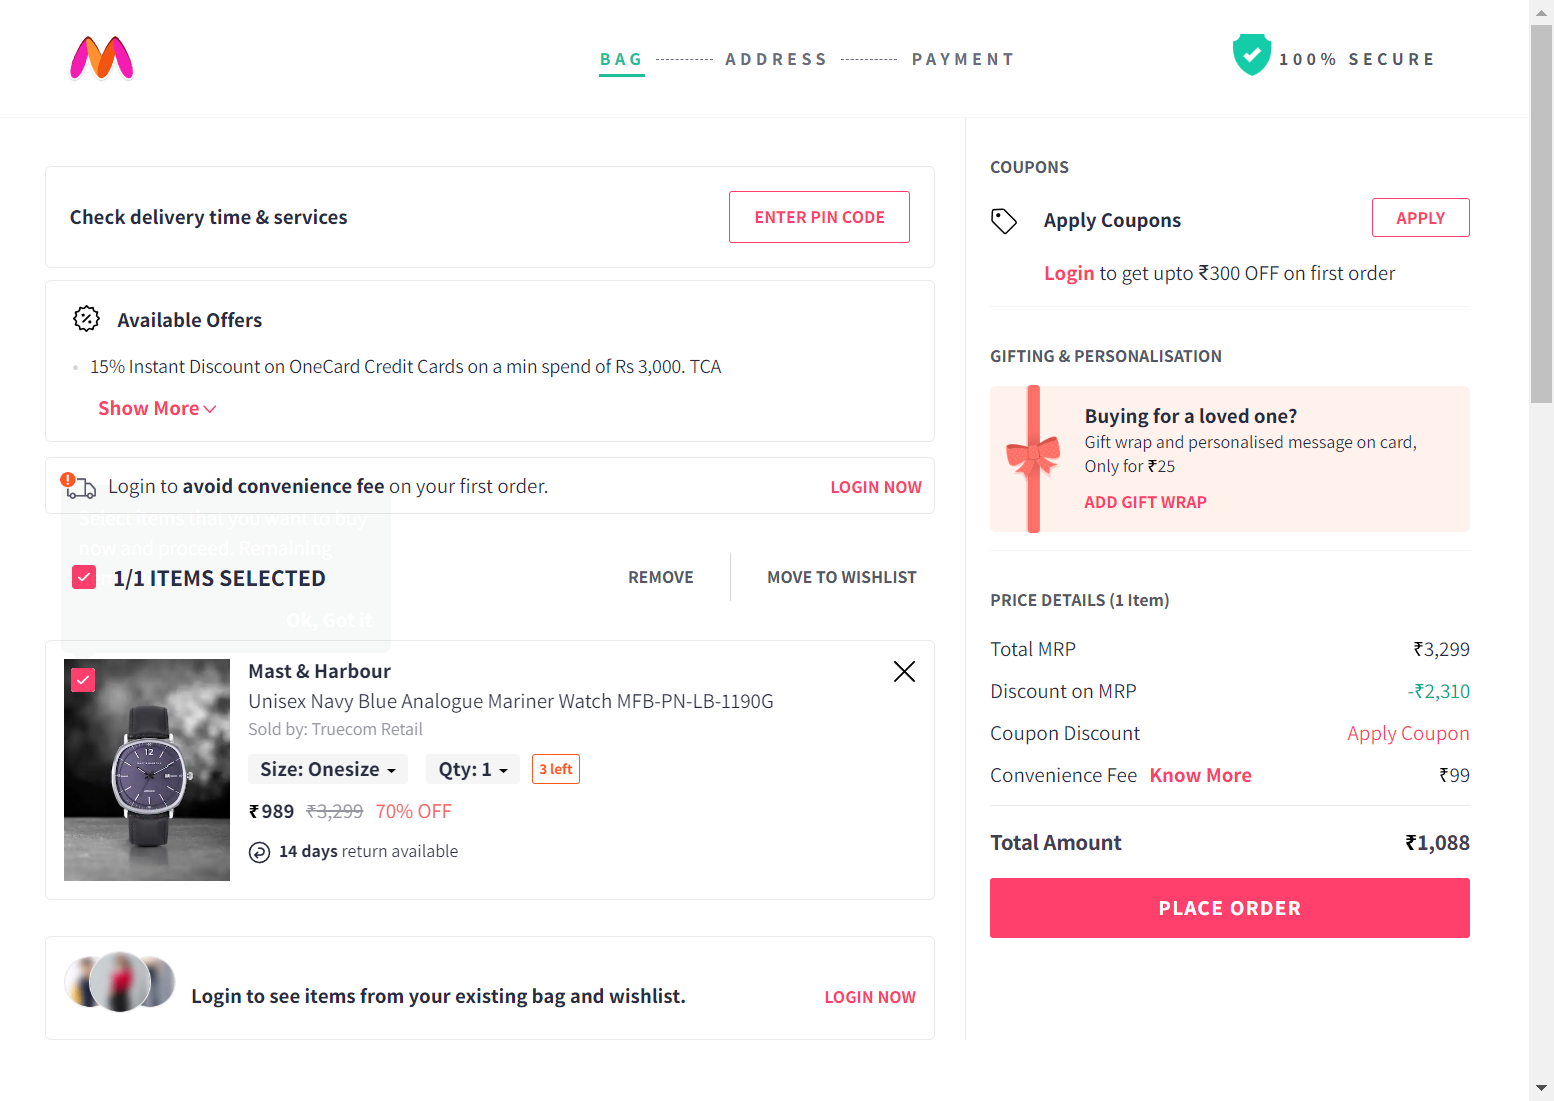 BAG ADDRESS PAYMENT
100% SECURE
Check delivery time & services
ENTER PIN CODE
Available Offers
15% Instant Discount on OneCard Credit Cards on a min spend of Rs 3,000. TCA
Show More
Login to avoid convenience fee on your first order.
LOGIN NOW
Select items that you want to buy
now and proceed. Remaining
1/1 ITEMS SELECTED
REMOVE
MOVE TO WISHLIST
Ok, Got it
Mast & Harbour
Unisex Navy Blue Analogue Mariner Watch MFB-PN-LB-1190G
Sold by: Truecom Retail
Size: Onesize
Qty: 1
3 left
₹989 ₹3,299 70% OFF
14 days return available
Login to see items from your existing bag and wishlist.
LOGIN NOW
COUPONS
Apply Coupons
APPLY
Login to get upto ₹300 OFF on first order
GIFTING & PERSONALISATION
Buying for a loved one?
Gift wrap and personalised message on card,
Only for ₹25
ADD GIFT WRAP
PRICE DETAILS (1 Item)
Total MRP ₹3,299
Discount on MRP -₹2,310
Coupon Discount Apply Coupon
Convenience Fee Know More ₹99
Total Amount ₹1,088
PLACE ORDER